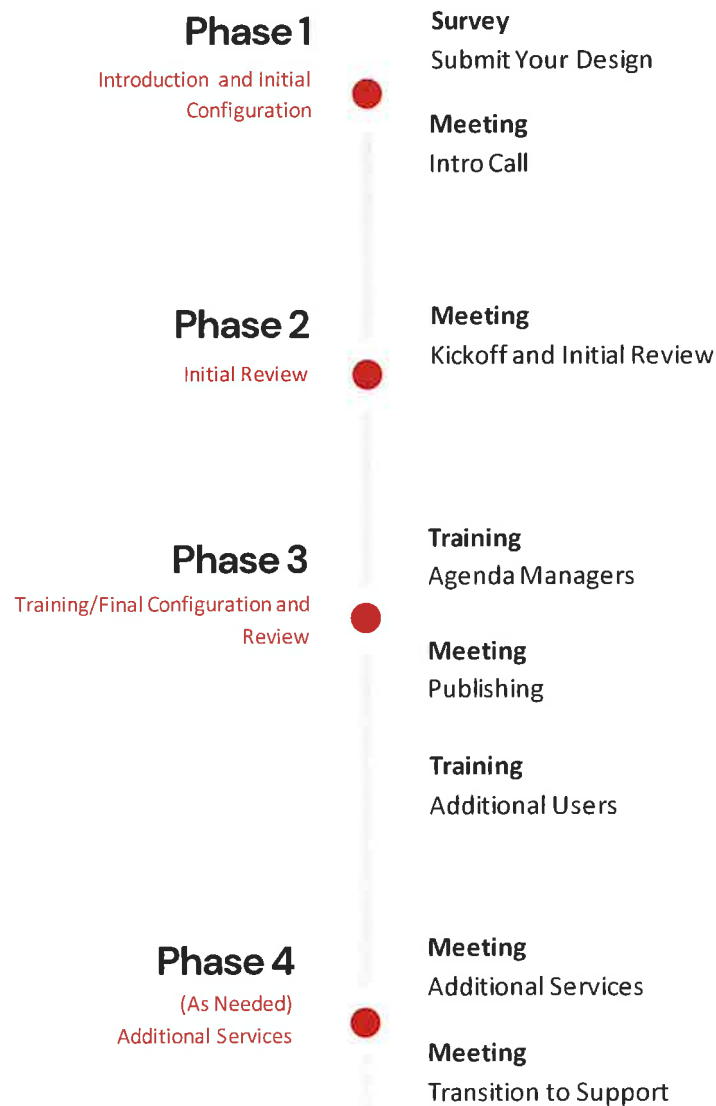 Phase 1
Introduction and Initial
Configuration
Survey
Submit Your Design
Meeting
Intro Call
Phase 2
Initial Review
Meeting
Kickoff and Initial Review
Phase 3
Training/Final Configuration and
Review
Training
Agenda Managers
Meeting
Publishing
Training
Additional Users
Phase 4
(As Needed)
Additional Services
Meeting
Additional Services
Meeting
Transition to Support